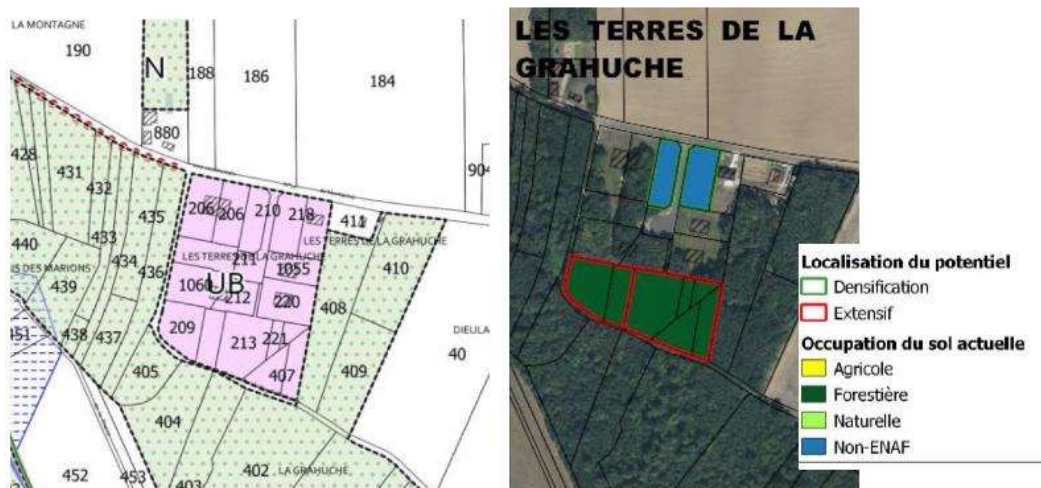 LA MONTAGNE
190
N
188
186
184
880
904
428
431
432
435
206
206
210
218
411
433
LES TERRES DE LA GRAHUCHE
440
434
211
LES TERRES DE LA GRAHUCHE
410
IS DES MARIONS
436
1055
439
1060
UB
212
220
408
DIEULA
451
438
437
209
213
221
40
405
407
409
404
452
453
402
LA GRAHUCHE
403
LES TERRES DE LA
GRAHUCHE
Localisation du potentiel
Densification
Extensif
Occupation du sol actuelle
Agricole
Forestière
Naturelle
Non-ENAF